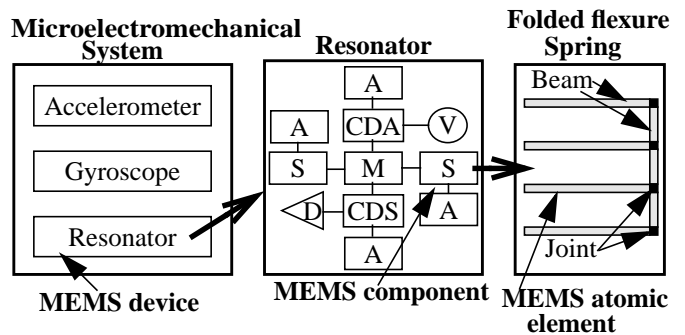 Microelectromechanical
System
Resonator
Folded flexure
Spring
Accelerometer
Gyroscope
Resonator
MEMS device
A
A
CDA
V
S
M
S
D
CDS
A
A
MEMS component
Beam
Joint
MEMS atomic
element